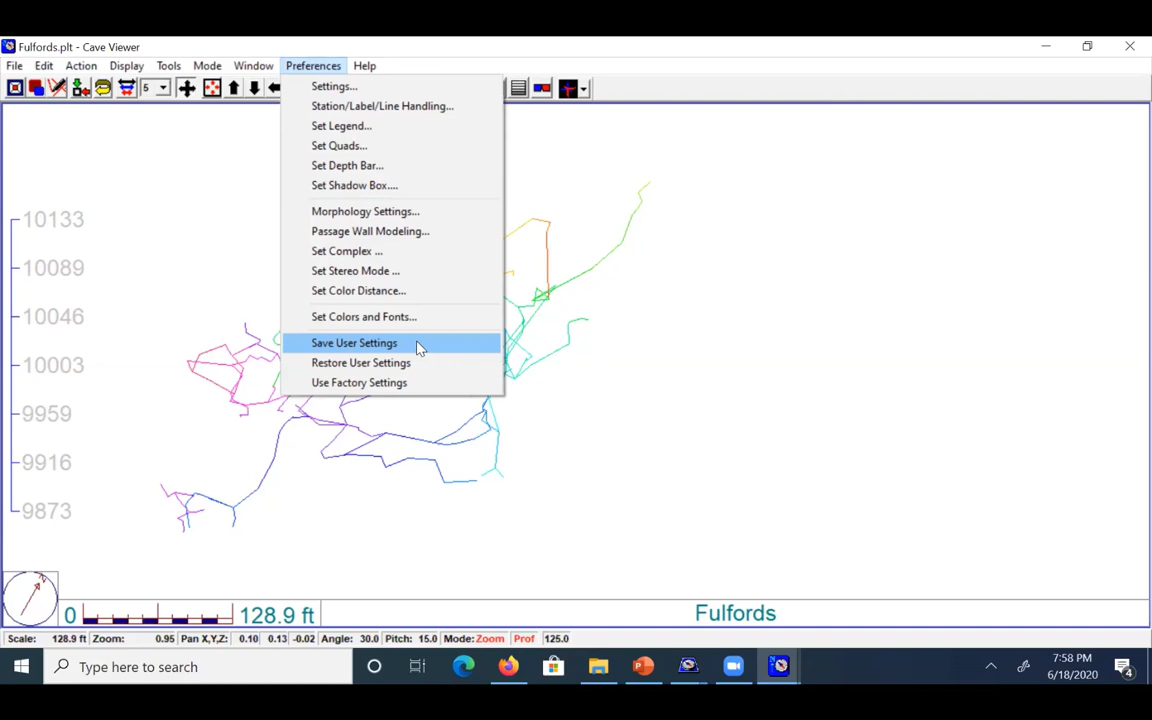 Fulfords.plt - Cave Viewer
File Edit Action Display Tools Mode Window Preferences Help
5
Settings...
Station/Label/Line Handling...
Set Legend...
Set Quads...
Set Depth Bar...
Set Shadow Box....
Morphology Settings...
Passage Wall Modeling...
Set Complex ...
Set Stereo Mode ...
Set Color Distance...
Set Colors and Fonts...
Save User Settings
Restore User Settings
Use Factory Settings
10133
10089
10046
10003
9959
9916
9873
N
0 128.9 ft Fulfords
Scale: 128.9 ft Zoom: 0.95 Pan X,Y,Z: 0.10 0.13 -0.02 Angle: 30.0 Pitch: 15.0 Mode: Zoom Prof 125.0
Type here to search
7:58 PM
6/18/2020
4